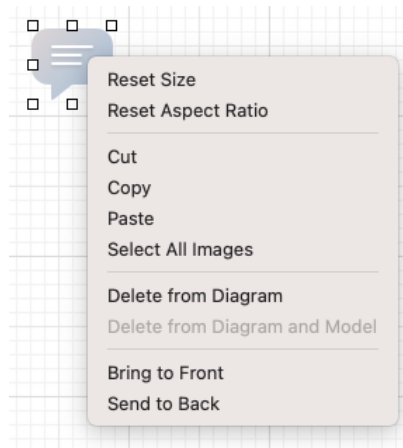 Reset Size
Reset Aspect Ratio
Cut
Copy
Paste
Select All Images
Delete from Diagram
Delete from Diagram and Model
Bring to Front
Send to Back